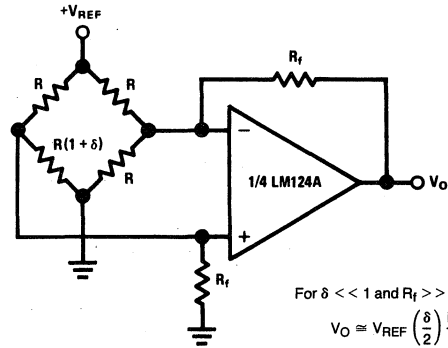 +VREF
R
R
R(1 + δ)
R
Rf
−
+
1/4 LM124A
VO
Rf
For δ << 1 and Rf >>
VO ≅ VREF (δ/2)